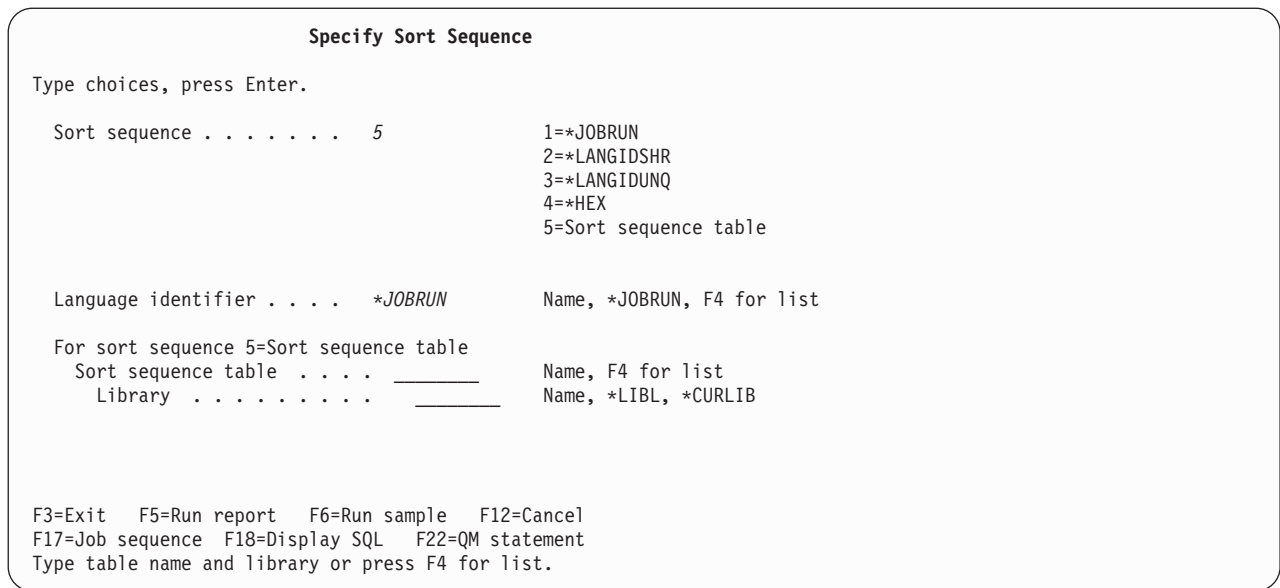 Specify Sort Sequence
Type choices, press Enter.
Sort sequence . . . . . . . 5 1=*JOBRUN
2=*LANGIDSHR
3=*LANGIDUNQ
4=*HEX
5=Sort sequence table
Language identifier . . . . *JOBRUN Name, *JOBRUN, F4 for list
For sort sequence 5=Sort sequence table
Sort sequence table . . . . ________ Name, F4 for list
Library . . . . . . . . . ________ Name, *LIBL, *CURLIB
F3=Exit F5=Run report F6=Run sample F12=Cancel
F17=Job sequence F18=Display SQL F22=QM statement
Type table name and library or press F4 for list.